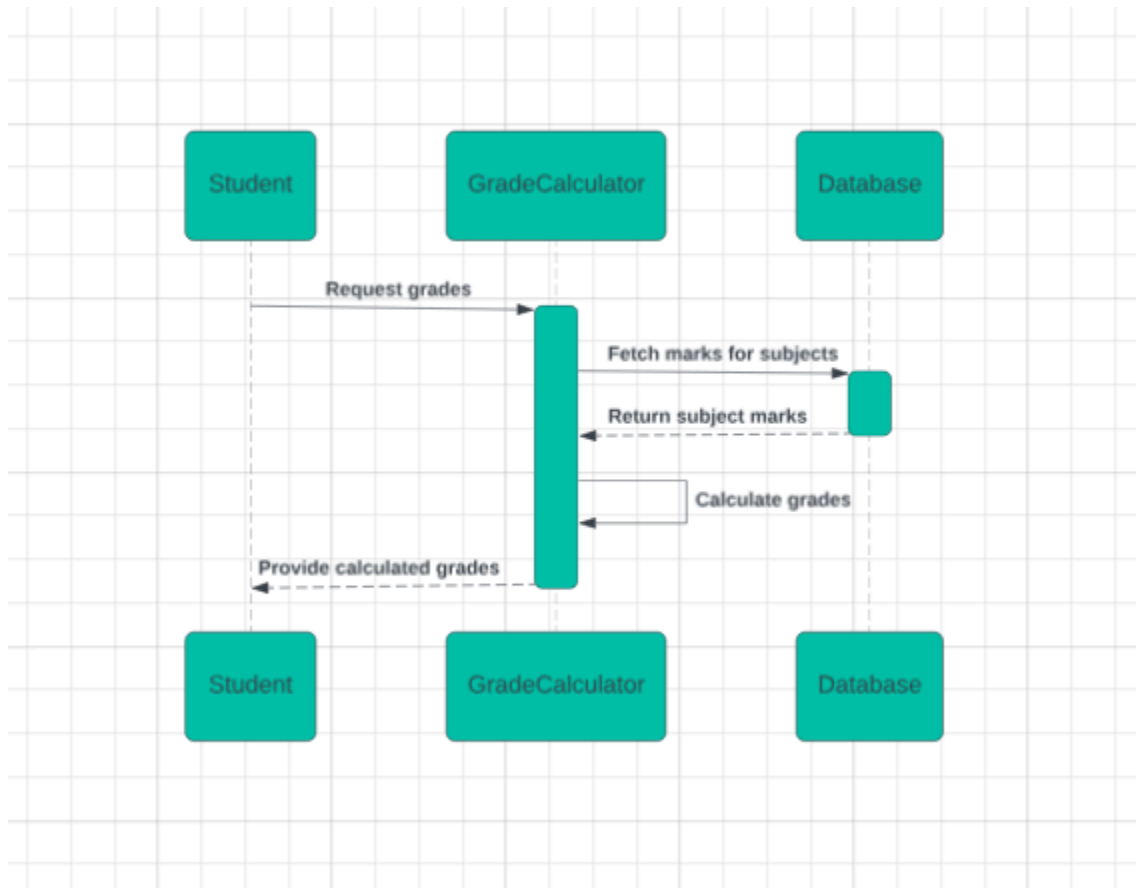 Student
GradeCalculator
Database
Request grades
Fetch marks for subjects
Return subject marks
Calculate grades
Provide calculated grades
Student
GradeCalculator
Database